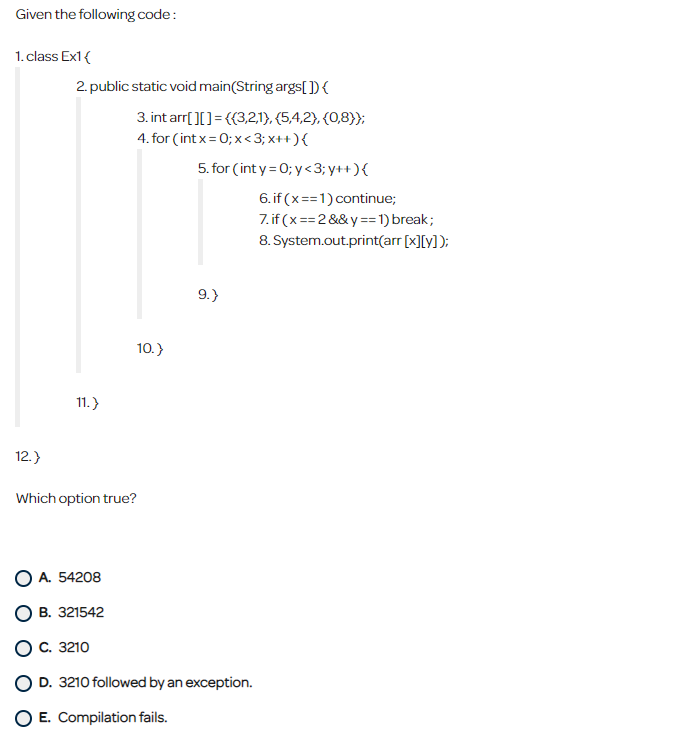 Given the following code :
1. class Ex1 {
2. public static void main(String args[ ]) {
3. int arr[ ][ ] = {{3,2,1}, {5,4,2}, {0,8}};
4. for ( int x = 0; x < 3; x++ ) {
5. for ( int y = 0; y < 3; y++ ) {
6. if ( x == 1 ) continue;
7. if ( x == 2 && y == 1) break ;
8. System.out.print(arr [x][y] );
9. }
10. }
11. }
12. }
Which option true?
A. 54208
B. 321542
C. 3210
D. 3210 followed by an exception.
E. Compilation fails.